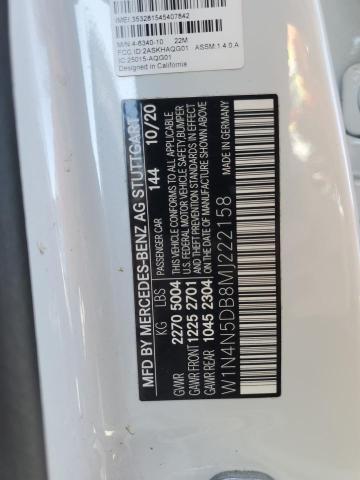 IMEI:353281545407842
M/N:4-6340-10 22M
FCC ID:2ASKHAQG01 ASSM:1.4.0.A
IC:25015-AQG01
Designed in California
MFD BY MERCEDES-BENZ AG STUTTGART
KG LBS PASSENGER CAR 144 10/20
GVWR 2270 5004 THIS VEHICLE CONFORMS TO ALL APPLICABLE
GAWR FRONT 1225 2701 U.S. FEDERAL MOTOR VEHICLE SAFETY, BUMPER
GAWR REAR 1045 2304 AND THEFT PREVENTION STANDARDS IN EFFECT
ON THE DATE OF MANUFACTURE SHOWN ABOVE.
W1N4N5DB8MJ222158
MADE IN GERMANY